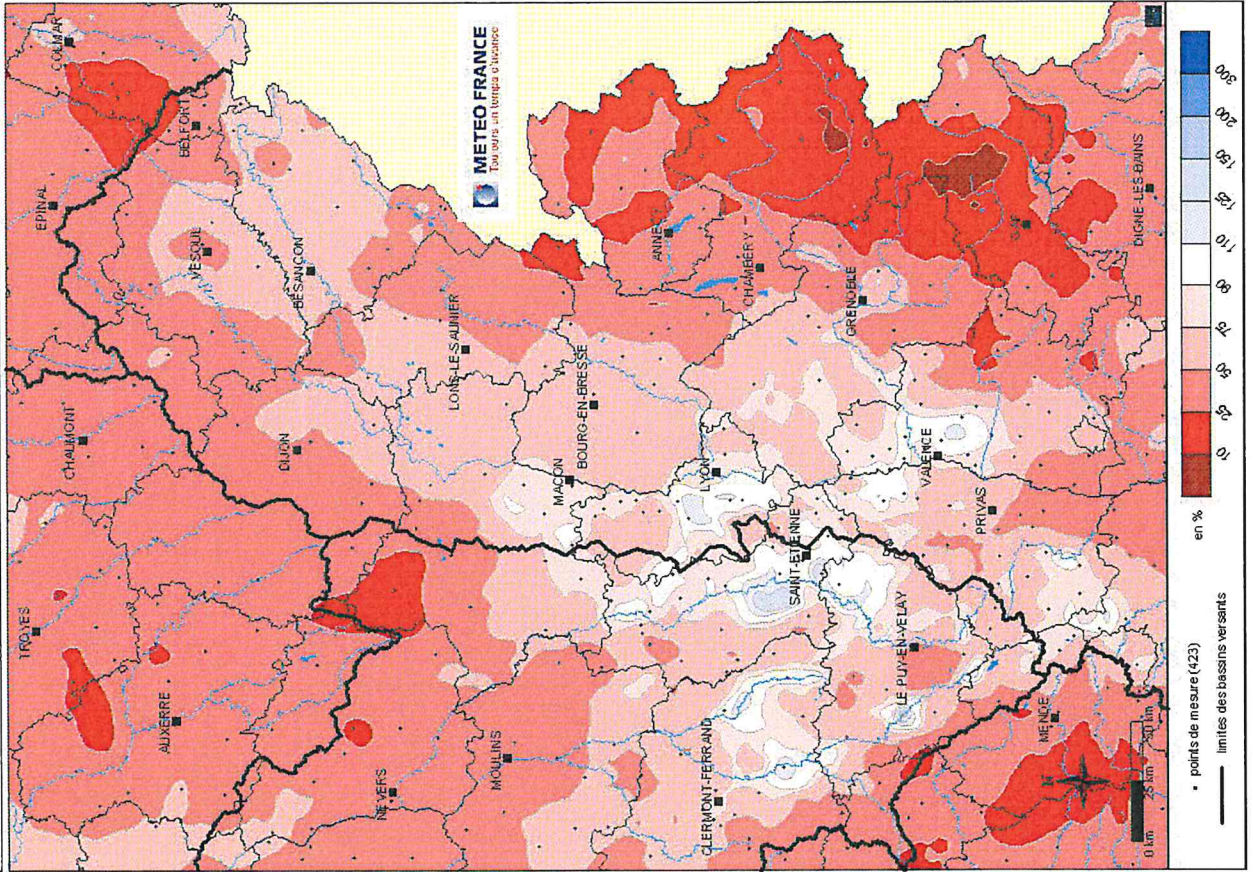 COLMAR
EPINAL
BELFORT
CHAUMONT
VESOUL
TROYES
DIJON
BESANCON
AUXERRE
LONS-LE-SAUNIER
NEVERS
MACON
BOURG-EN-BRESSE
MOULINS
METEO FRANCE
Toujours un temps d'avance
ANNECY
LYON
CHAMBERY
CLERMONT-FERRAND
SAINT-ETIENNE
GRENOBLE
LE PUY-EN-VELAY
VALENCE
PRIVAS
GAP
MENDE
DIGNE-LES-BAINS
0 km
25 km
50 km
points de mesure (423)
limites des bassins versants
en %
10
25
50
75
90
110
125
150
200
300